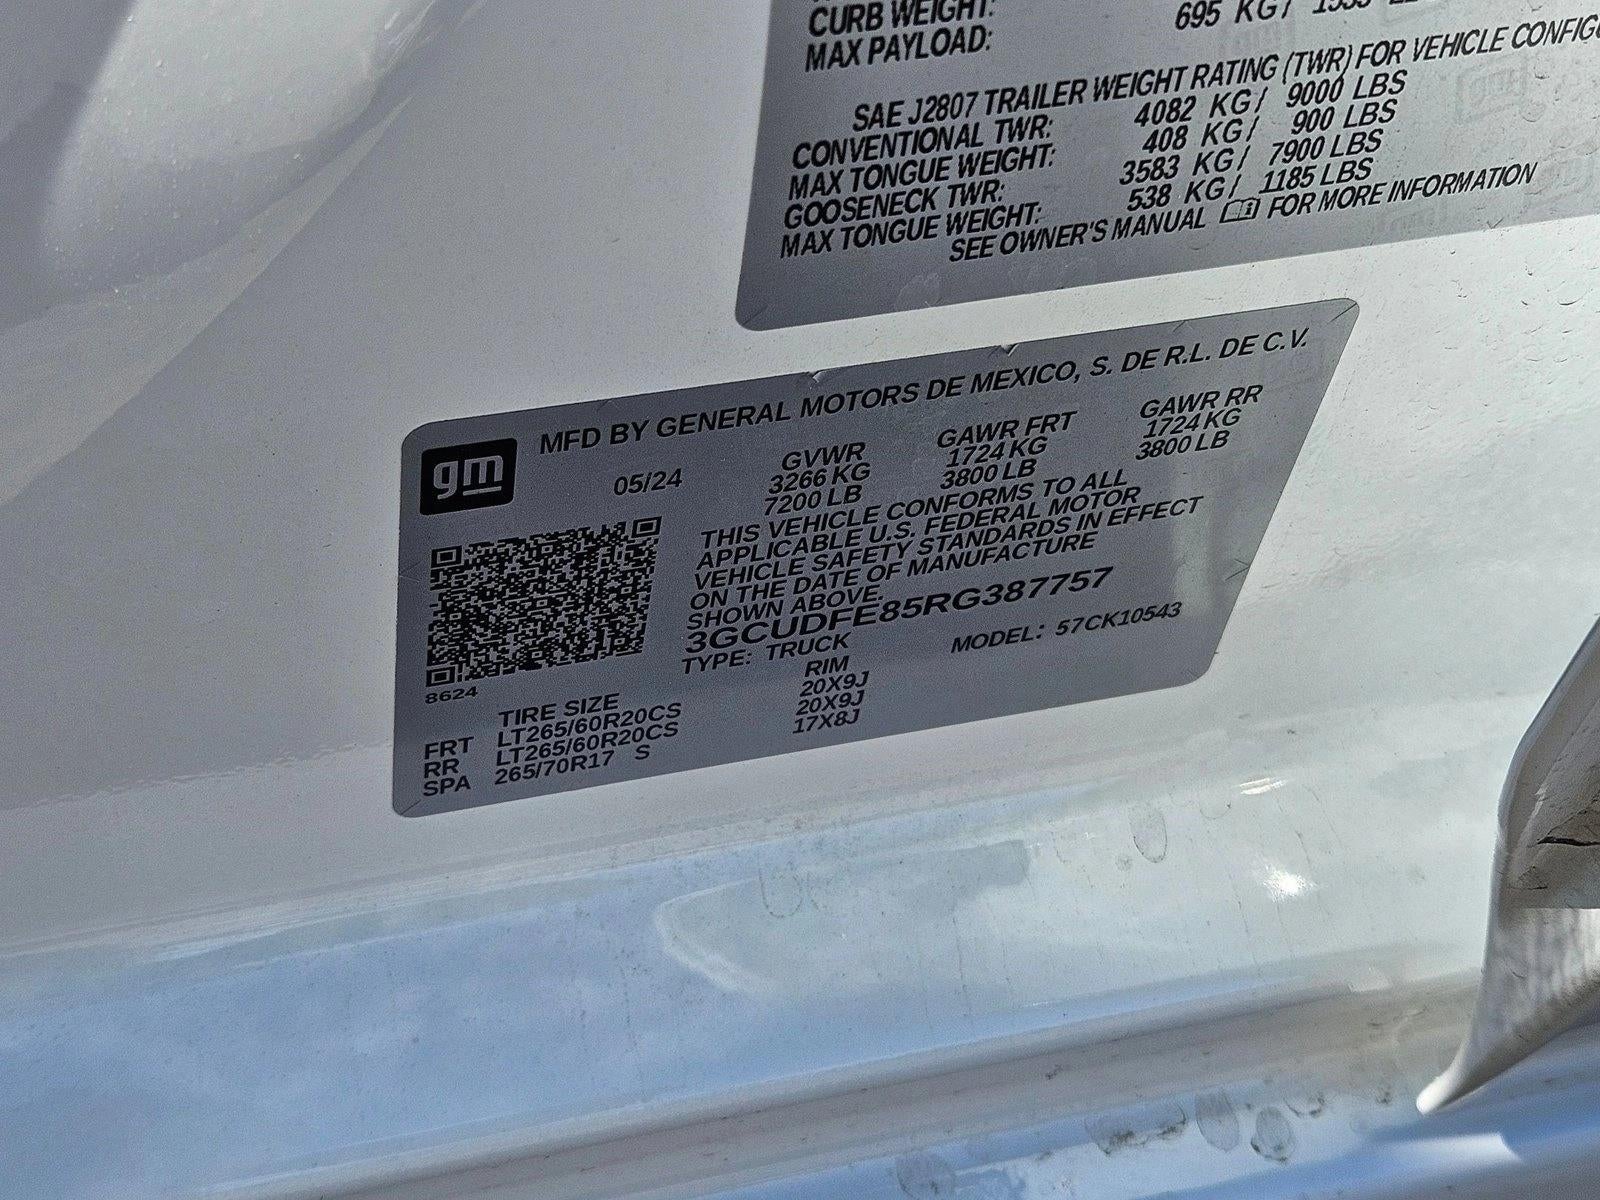 CURB WEIGHT:
MAX PAYLOAD: 695 KG/
SAE J2807 TRAILER WEIGHT RATING (TWR) FOR VEHICLE
CONVENTIONAL TWR: 4082 KG/ 9000 LBS
MAX TONGUE WEIGHT: 408 KG/ 900 LBS
GOOSENECK TWR: 3583 KG/ 7900 LBS
MAX TONGUE WEIGHT: 538 KG/ 1185 LBS
SEE OWNER'S MANUAL FOR MORE INFORMATION
gm
MFD BY GENERAL MOTORS DE MEXICO, S. DE R.L. DE C.V.
05/24 GVWR GAWR FRT GAWR RR
3266 KG 1724 KG 1724 KG
7200 LB 3800 LB 3800 LB
THIS VEHICLE CONFORMS TO ALL
APPLICABLE U.S. FEDERAL MOTOR
VEHICLE SAFETY STANDARDS IN EFFECT
ON THE DATE OF MANUFACTURE
SHOWN ABOVE.
3GCUDFE85RG387757
TYPE: TRUCK MODEL: 57CK10543
8624
TIRE SIZE RIM
FRT LT265/60R20CS 20X9J
RR LT265/60R20CS 20X9J
SPA 265/70R17 S 17X8J